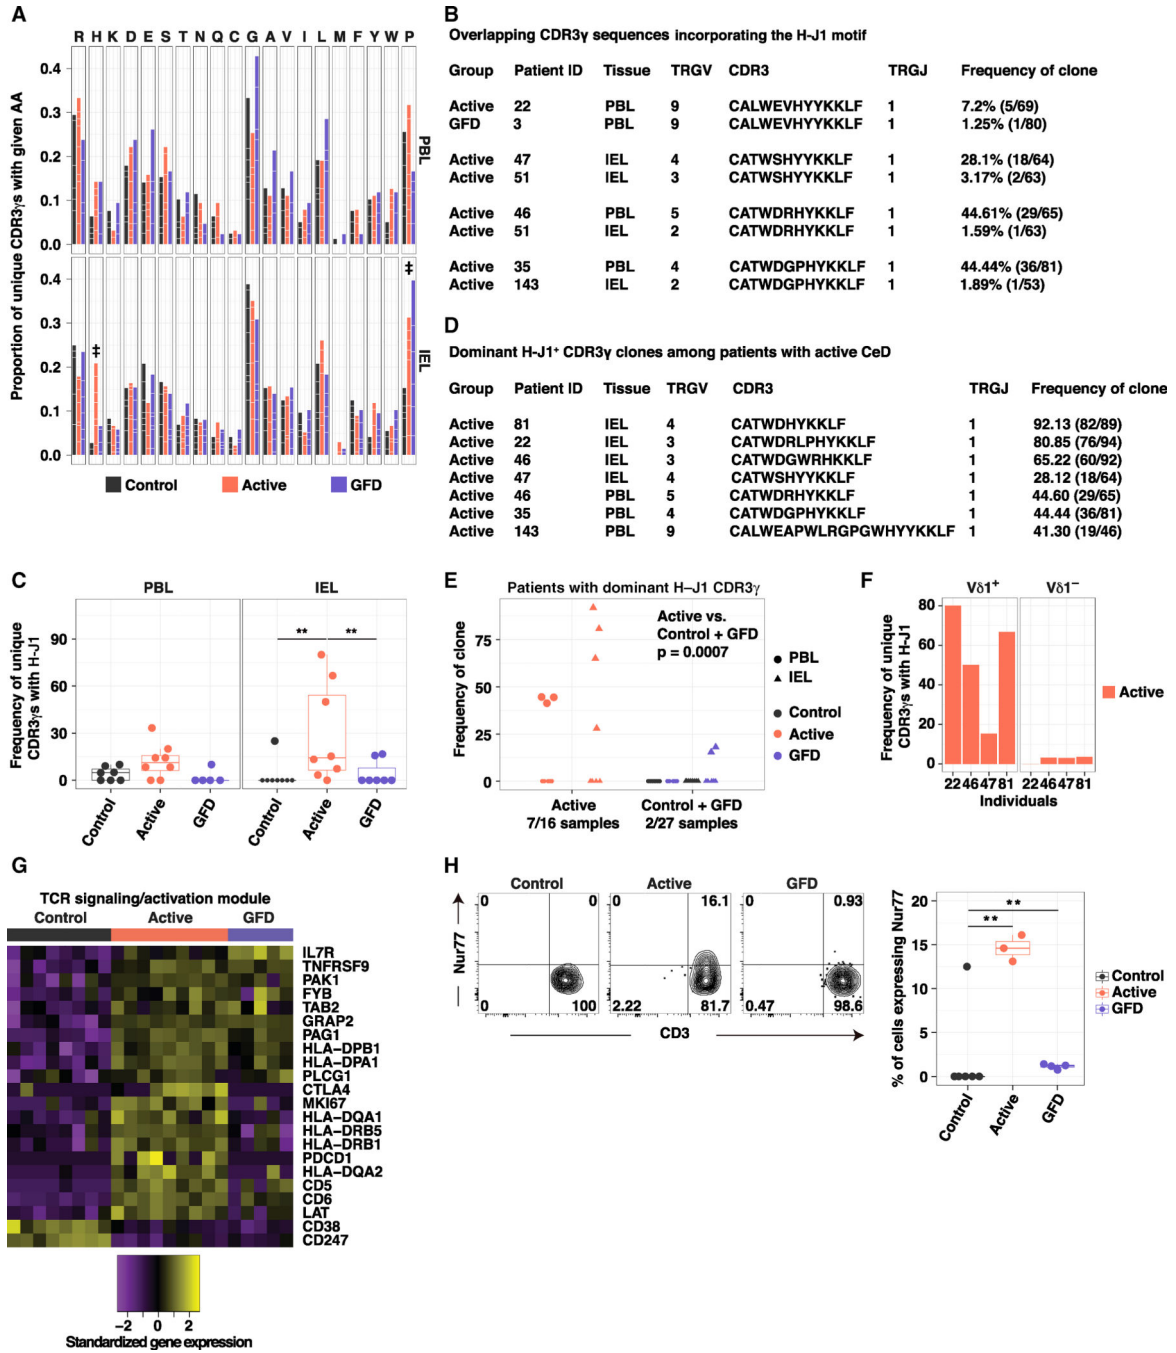 A
R H K D E S T N Q C G A V I L M F Y W P
0.4
0.3
0.2
0.1
0.0
PBL
0.4
0.3
0.2
0.1
0.0
IEL
‡
‡
Proportion of unique CDR3γs with given AA
Control Active GFD
B
Overlapping CDR3γ sequences incorporating the H-J1 motif
Group Patient ID Tissue TRGV CDR3 TRGJ Frequency of clone
Active 22 PBL 9 CALWEVHYYKKLF 1 7.2% (5/69)
GFD 3 PBL 9 CALWEVHYYKKLF 1 1.25% (1/80)
Active 47 IEL 4 CATWSHYYKKLF 1 28.1% (18/64)
Active 51 IEL 3 CATWSHYYKKLF 1 3.17% (2/63)
Active 46 PBL 5 CATWDRHYKKLF 1 44.61% (29/65)
Active 51 IEL 2 CATWDRHYKKLF 1 1.59% (1/63)
Active 35 PBL 4 CATWDGPHYKKLF 1 44.44% (36/81)
Active 143 IEL 2 CATWDGPHYKKLF 1 1.89% (1/53)
D
Dominant H-J1⁺ CDR3γ clones among patients with active CeD
Group Patient ID Tissue TRGV CDR3 TRGJ Frequency of clone
Active 81 IEL 4 CATWDHYKKLF 1 92.13 (82/89)
Active 22 IEL 3 CATWDRLPHYKKLF 1 80.85 (76/94)
Active 46 IEL 3 CATWDGWRHKKLF 1 65.22 (60/92)
Active 47 IEL 4 CATWSHYYKKLF 1 28.12 (18/64)
Active 46 PBL 5 CATWDRHYKKLF 1 44.60 (29/65)
Active 35 PBL 4 CATWDGPHYKKLF 1 44.44 (36/81)
Active 143 PBL 9 CALWEAPWLRGPGWHYYKKLF 1 41.30 (19/46)
C
PBL IEL
Frequency of unique
CDR3γs with H-J1
90
60
30
0
** **
Control Active GFD Control Active GFD
E
Patients with dominant H–J1 CDR3γ
Frequency of clone
75
50
25
0
Active vs.
Control + GFD
p = 0.0007
PBL
IEL
Control
Active
GFD
Active Control + GFD
7/16 samples 2/27 samples
F
Vδ1⁺ Vδ1⁻
Frequency of unique
CDR3γs with H-J1
80
60
40
20
0
22 46 47 81 22 46 47 81
Individuals
Active
G
TCR signaling/activation module
Control Active GFD
IL7R
TNFRSF9
PAK1
FYB
TAB2
GRAP2
PAG1
HLA–DPB1
HLA–DPA1
PLCG1
CTLA4
MKI67
HLA–DQA1
HLA–DRB5
HLA–DRB1
PDCD1
HLA–DQA2
CD5
CD6
LAT
CD38
CD247
−2 0 2
Standardized gene expression
H
Control Active GFD
0 0 16.1 0 0.93
0 100 2.22 81.7 0.47 98.6
Nur77
CD3
% of cells expressing Nur77
20
15
10
5
0
**
**
Control Active GFD
Control
Active
GFD